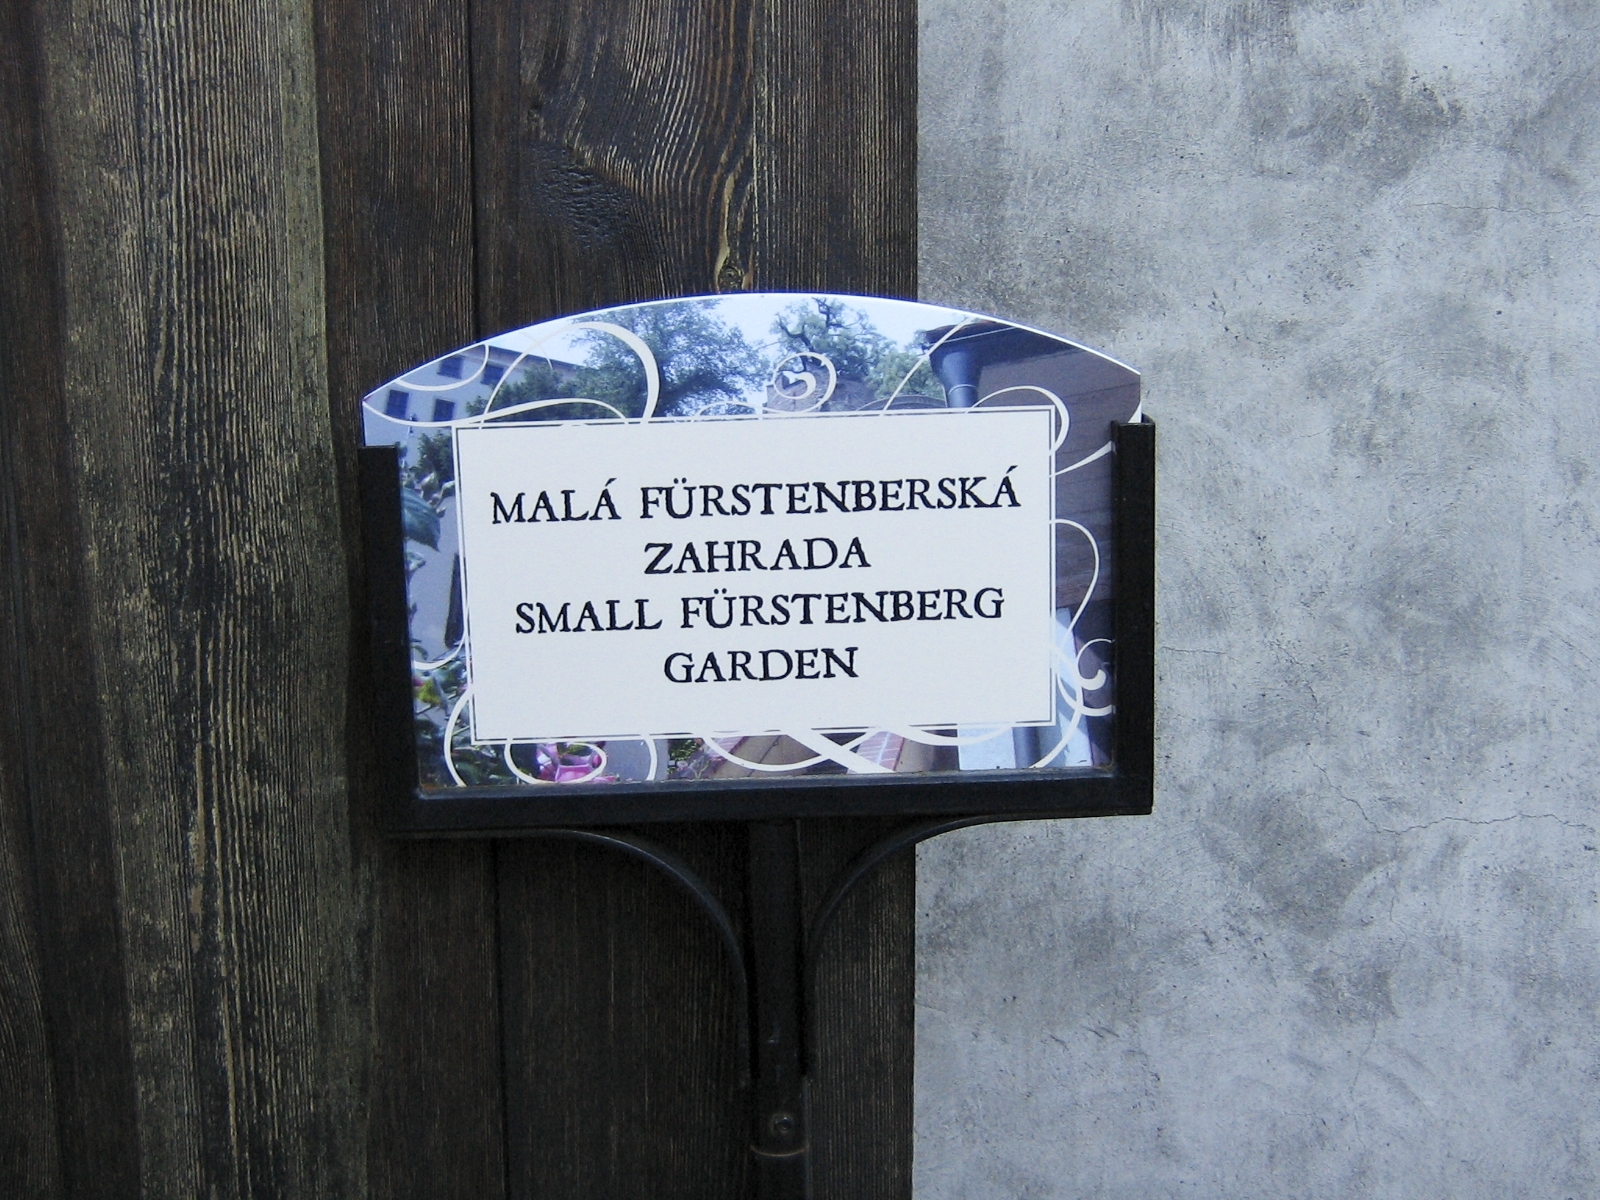 MALÁ FÜRSTENBERSKÁ
ZAHRADA
SMALL FÜRSTENBERG
GARDEN